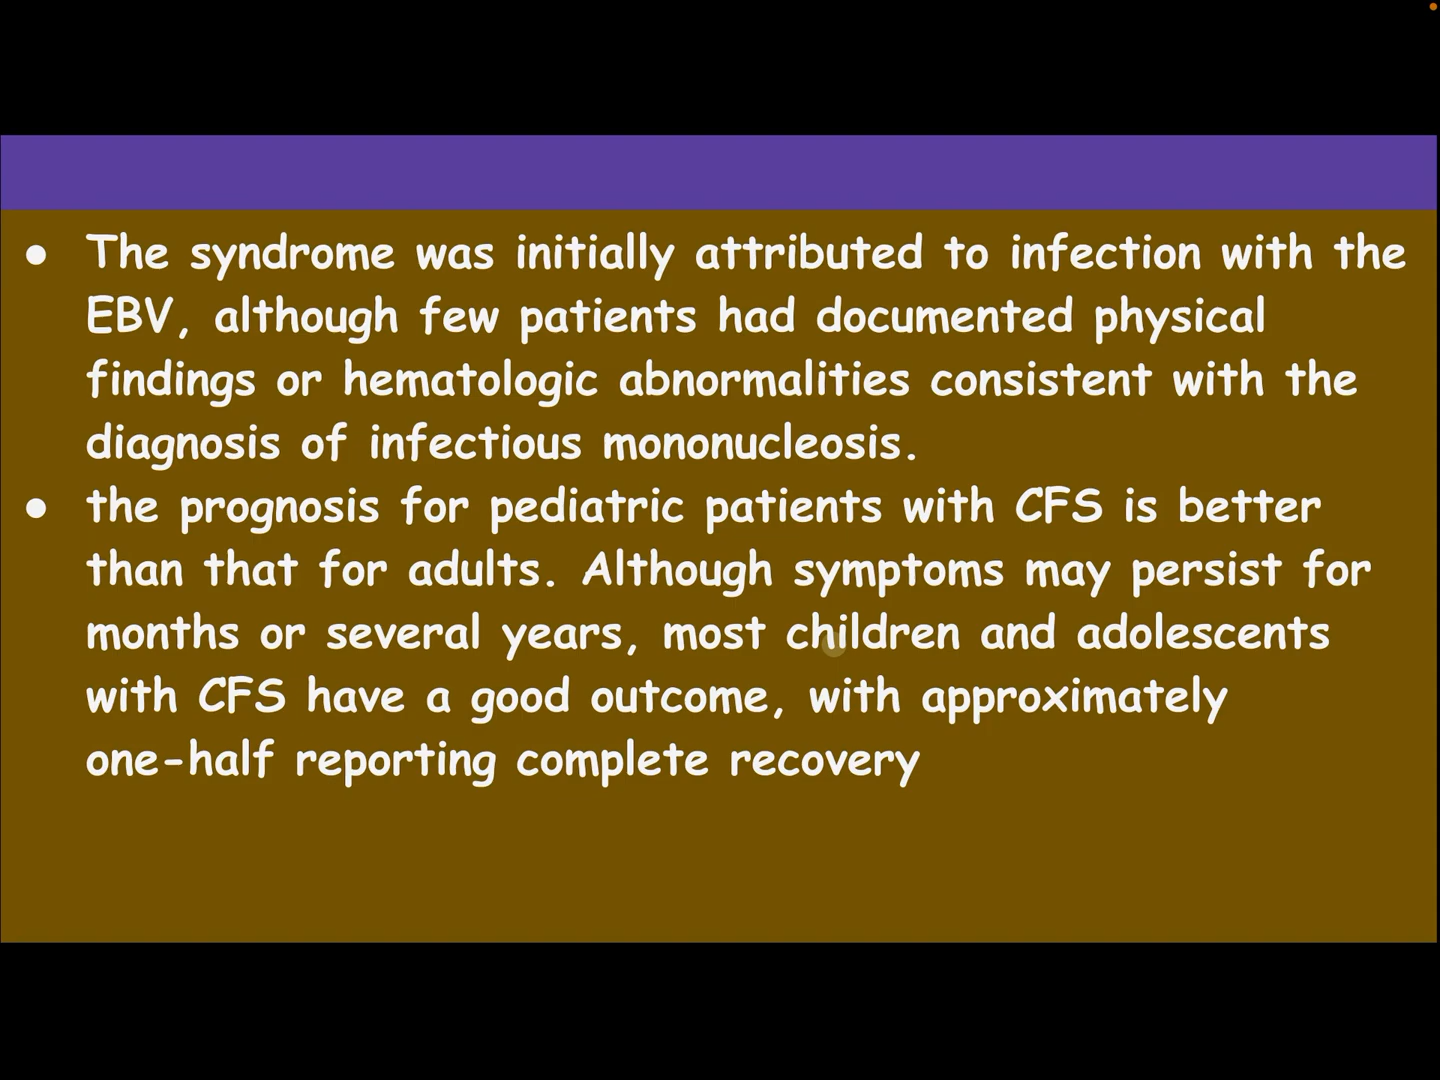 ● The syndrome was initially attributed to infection with the
EBV, although few patients had documented physical
findings or hematologic abnormalities consistent with the
diagnosis of infectious mononucleosis.
● the prognosis for pediatric patients with CFS is better
than that for adults. Although symptoms may persist for
months or several years, most children and adolescents
with CFS have a good outcome, with approximately
one-half reporting complete recovery